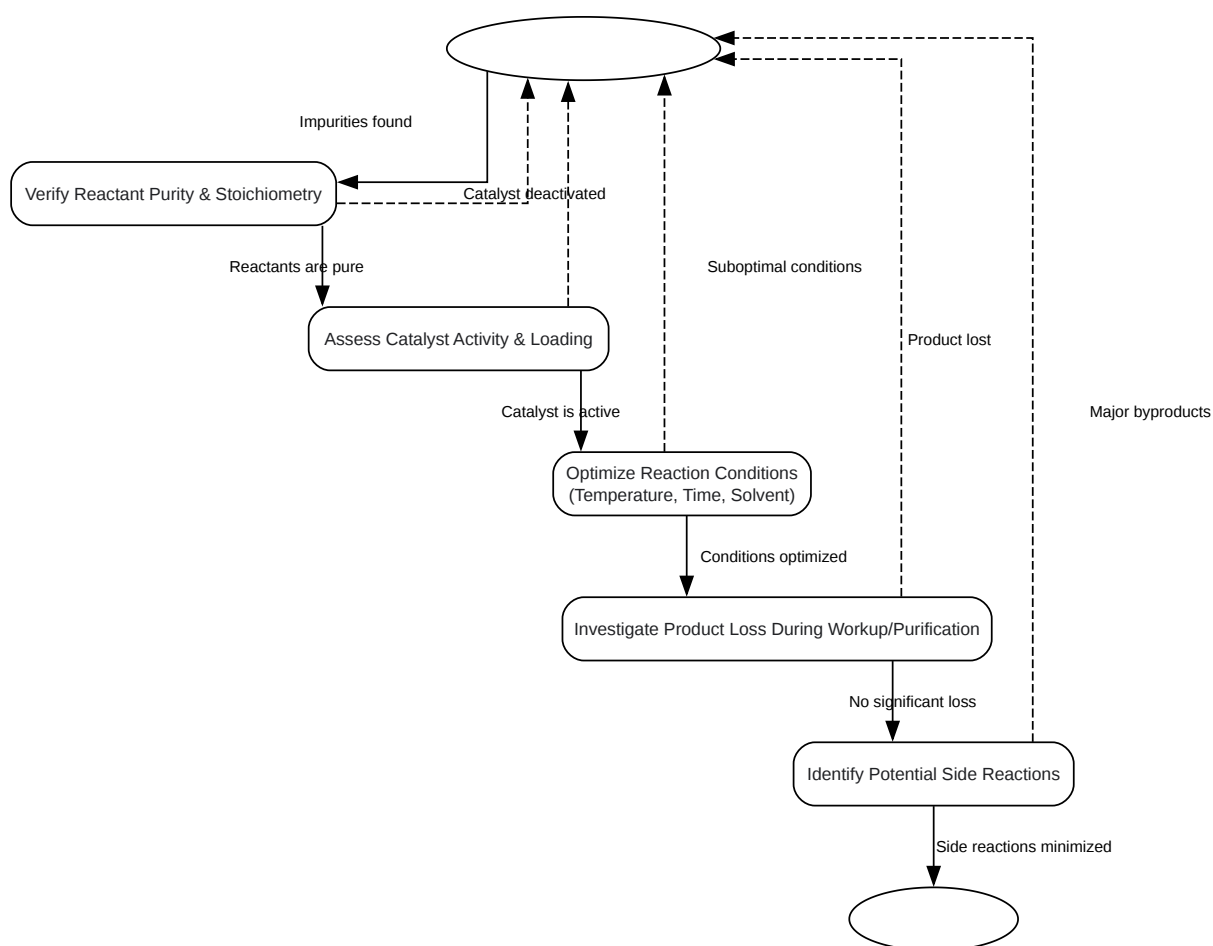 Impurities found
Verify Reactant Purity & Stoichiometry
Catalyst deactivated
Reactants are pure
Suboptimal conditions
Assess Catalyst Activity & Loading
Product lost
Catalyst is active
Major byproducts
Optimize Reaction Conditions
(Temperature, Time, Solvent)
Conditions optimized
Investigate Product Loss During Workup/Purification
No significant loss
Identify Potential Side Reactions
Side reactions minimized